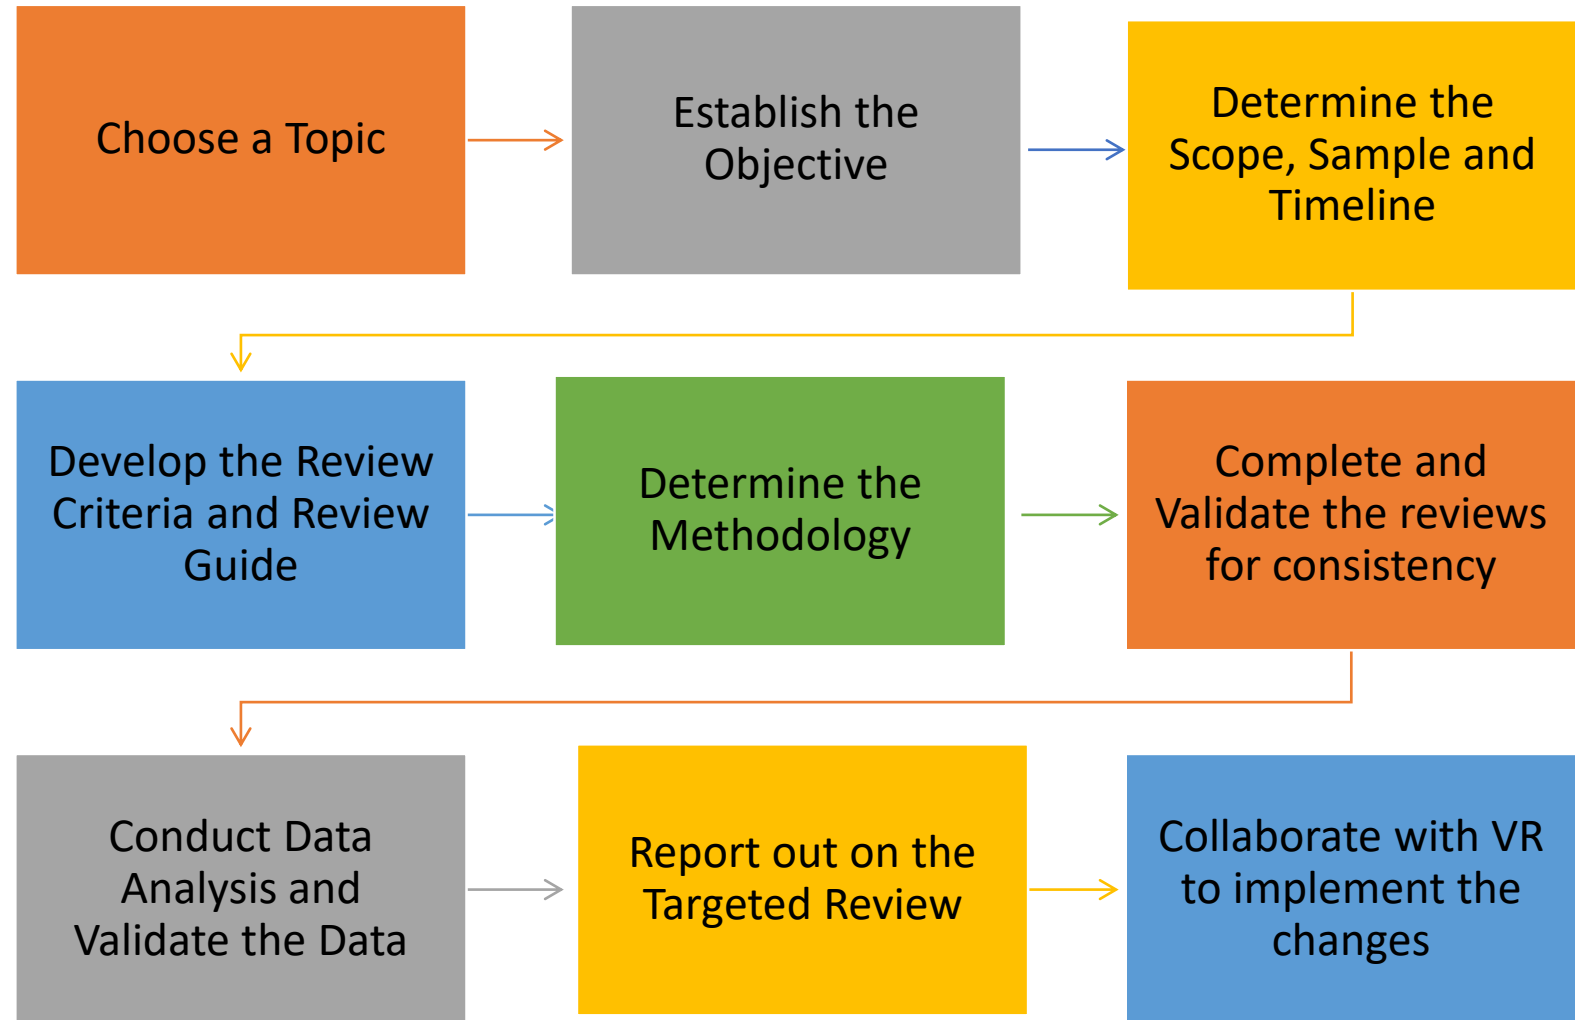 Choose a Topic
Establish the
Objective
Determine the
Scope, Sample and
Timeline
Develop the Review
Criteria and Review
Guide
Determine the
Methodology
Complete and
Validate the reviews
for consistency
Conduct Data
Analysis and
Validate the Data
Report out on the
Targeted Review
Collaborate with VR
to implement the
changes